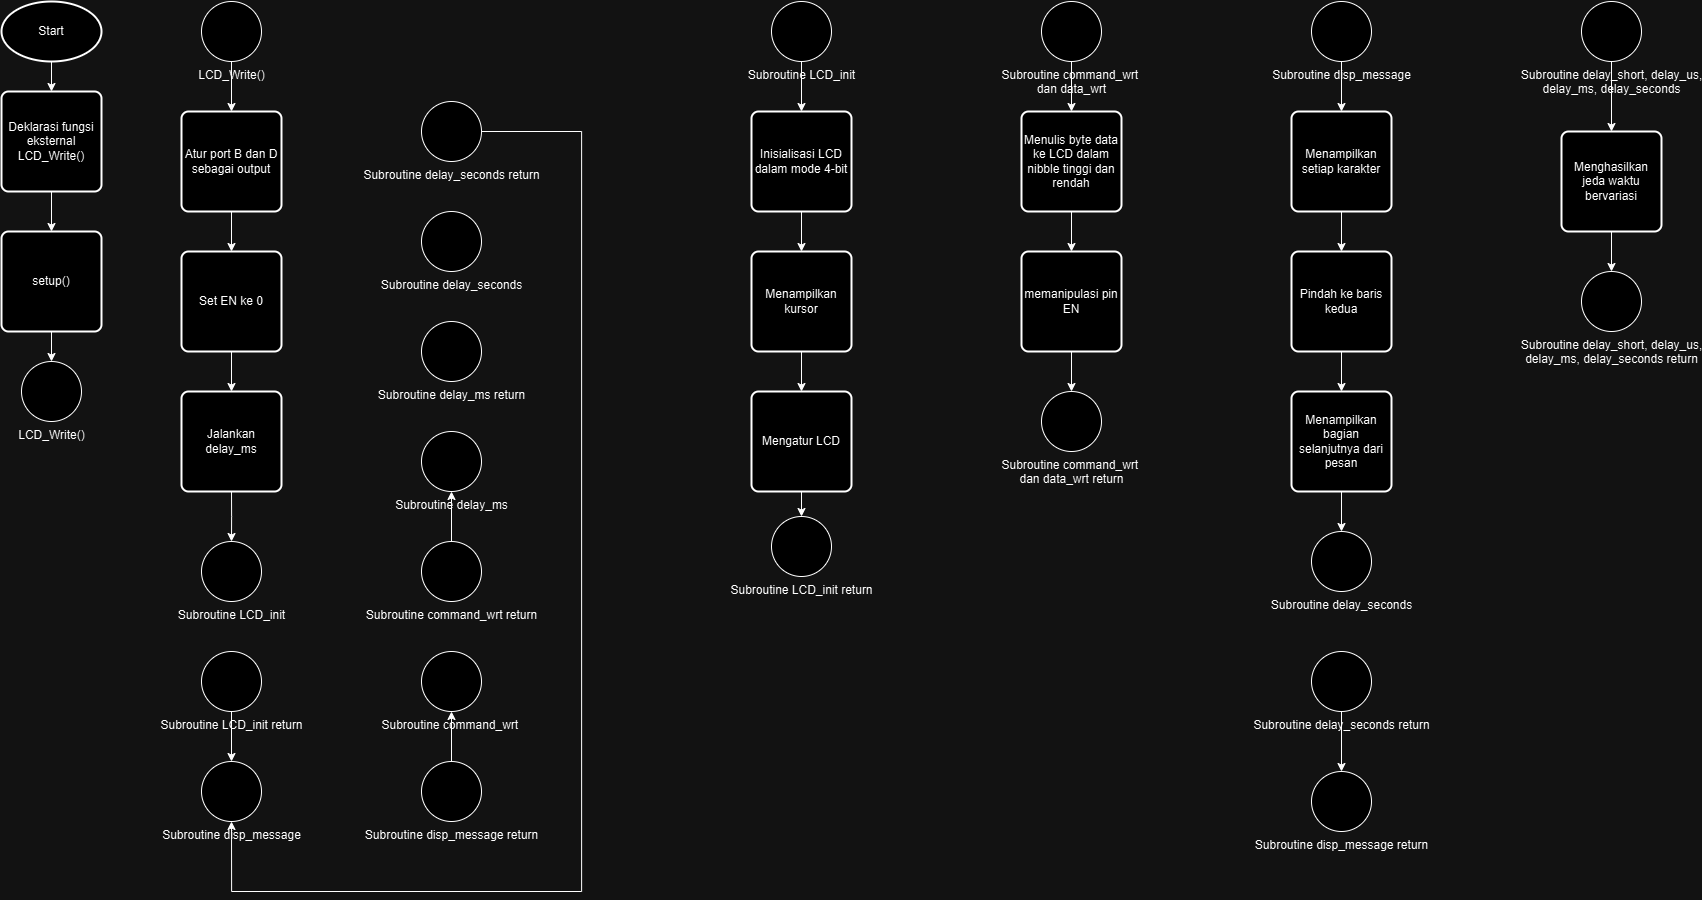 Start
Deklarasi fungsi
eksternal
LCD_Write()
setup()
LCD_Write()
LCD_Write()
Atur port B dan D
sebagai output
Set EN ke 0
Jalankan
delay_ms
Subroutine LCD_init
Subroutine LCD_init return
Subroutine disp_message
Subroutine delay_seconds return
Subroutine delay_seconds
Subroutine delay_ms return
Subroutine delay_ms
Subroutine command_wrt return
Subroutine command_wrt
Subroutine disp_message return
Subroutine LCD_init
Inisialisasi LCD
dalam mode 4-bit
Menampilkan
kursor
Mengatur LCD
Subroutine LCD_init return
Subroutine command_wrt
dan data_wrt
Menulis byte data
ke LCD dalam
nibble tinggi dan
rendah
memanipulasi pin
EN
Subroutine command_wrt
dan data_wrt return
Subroutine disp_message
Menampilkan
setiap karakter
Pindah ke baris
kedua
Menampilkan
bagian
selanjutnya dari
pesan
Subroutine delay_seconds
Subroutine delay_seconds return
Subroutine disp_message return
Subroutine delay_short, delay_us,
delay_ms, delay_seconds
Menghasilkan
jeda waktu
bervariasi
Subroutine delay_short, delay_us,
delay_ms, delay_seconds return